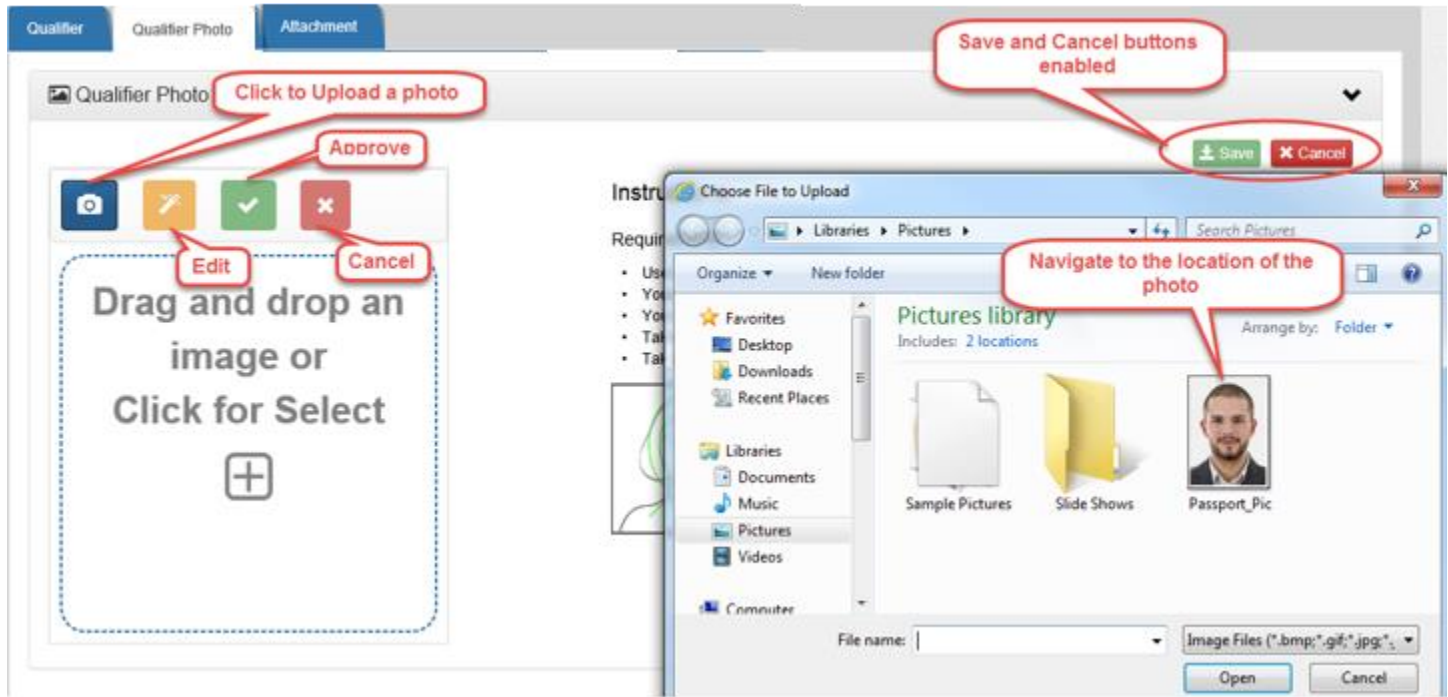 Qualifier
Qualifier Photo
Attachment
Save and Cancel buttons
enabled
Qualifier Photo
Click to Upload a photo
Approve
Save
Cancel
Edit
Cancel
Drag and drop an
image or
Click for Select
Choose File to Upload
Libraries
Pictures
Search Pictures
Organize
New folder
Navigate to the location of the
photo
Favorites
Desktop
Downloads
Recent Places
Libraries
Documents
Music
Pictures
Videos
Computer
Pictures library
Includes: 2 locations
Arrange by: Folder
Sample Pictures
Slide Shows
Passport_Pic
File name:
Image Files (*.bmp;*.gif;*.jpg;*.
Open
Cancel